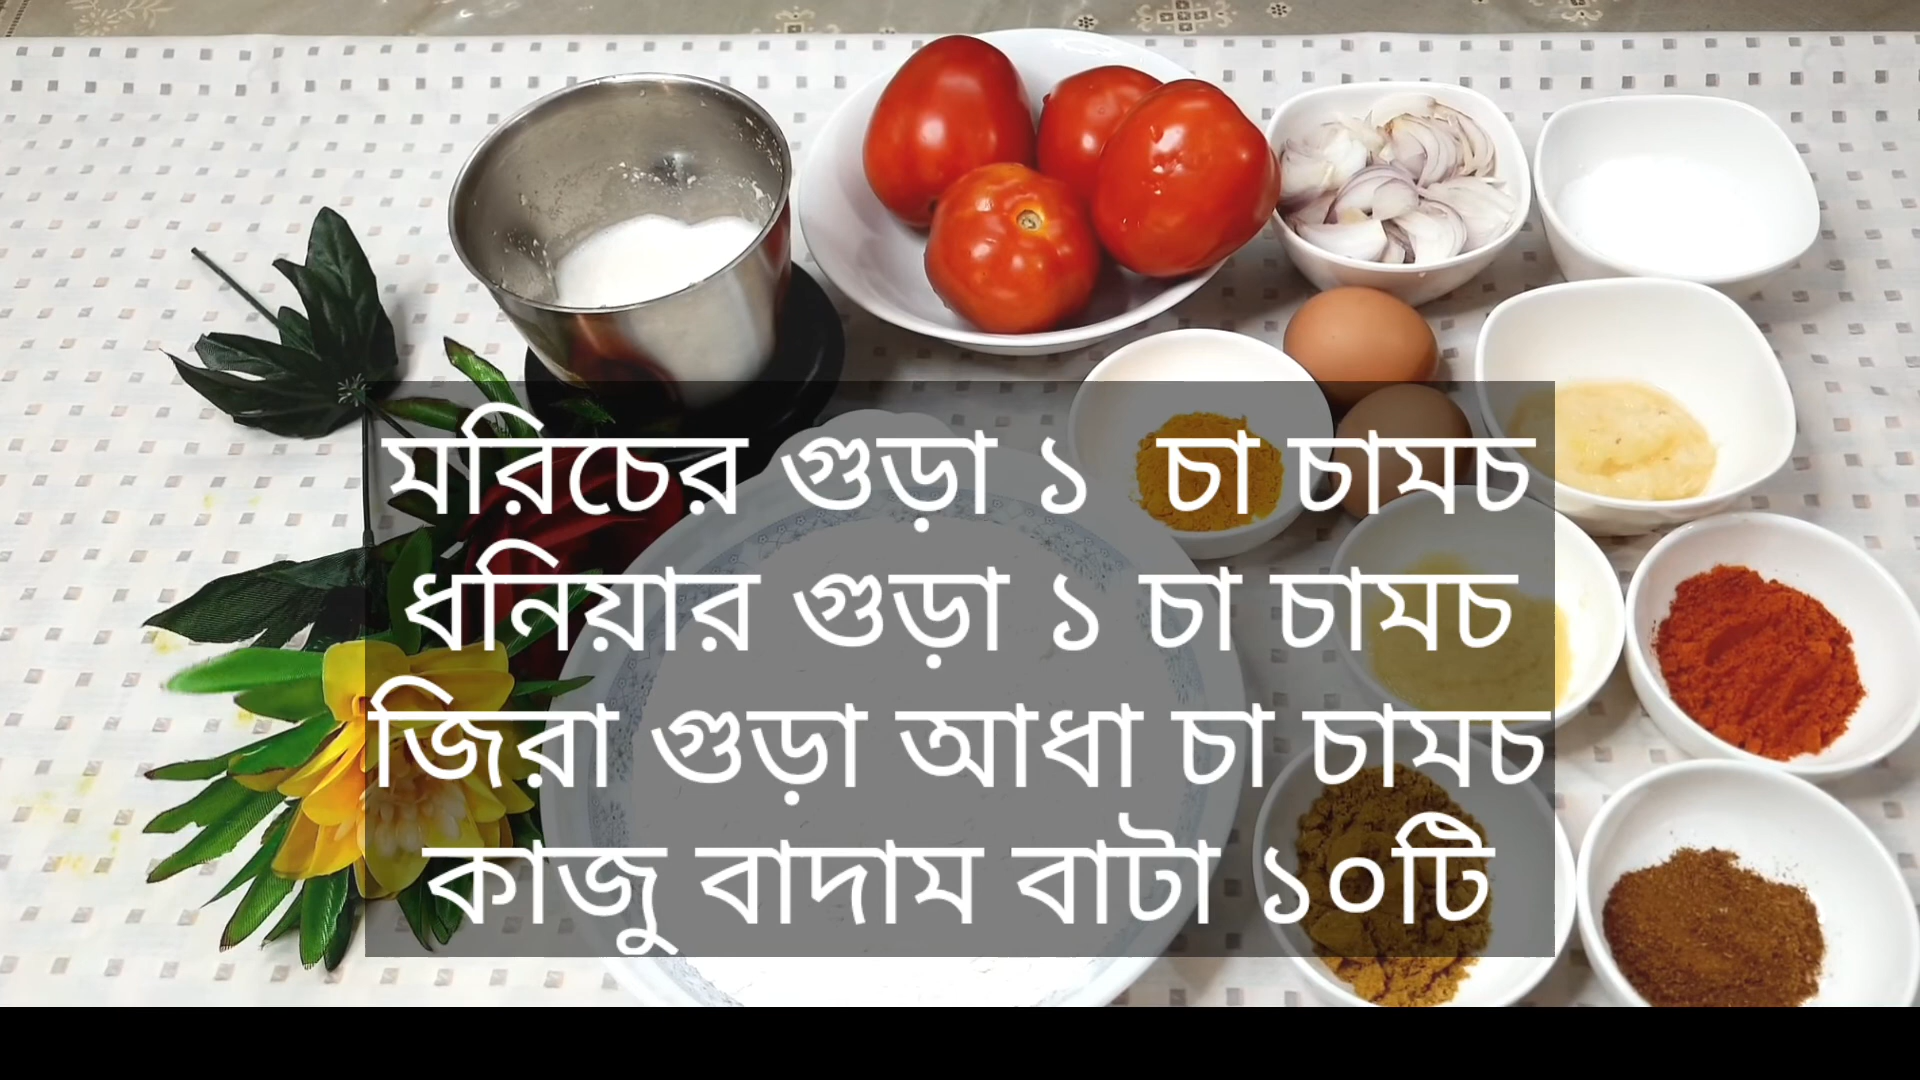 মরিচের গুড়া ১ চা চামচ
ধনিয়ার গুড়া ১ চা চামচ
জিরা গুড়া আধা চা চামচ
কাজু বাদাম বাটা ১০টি